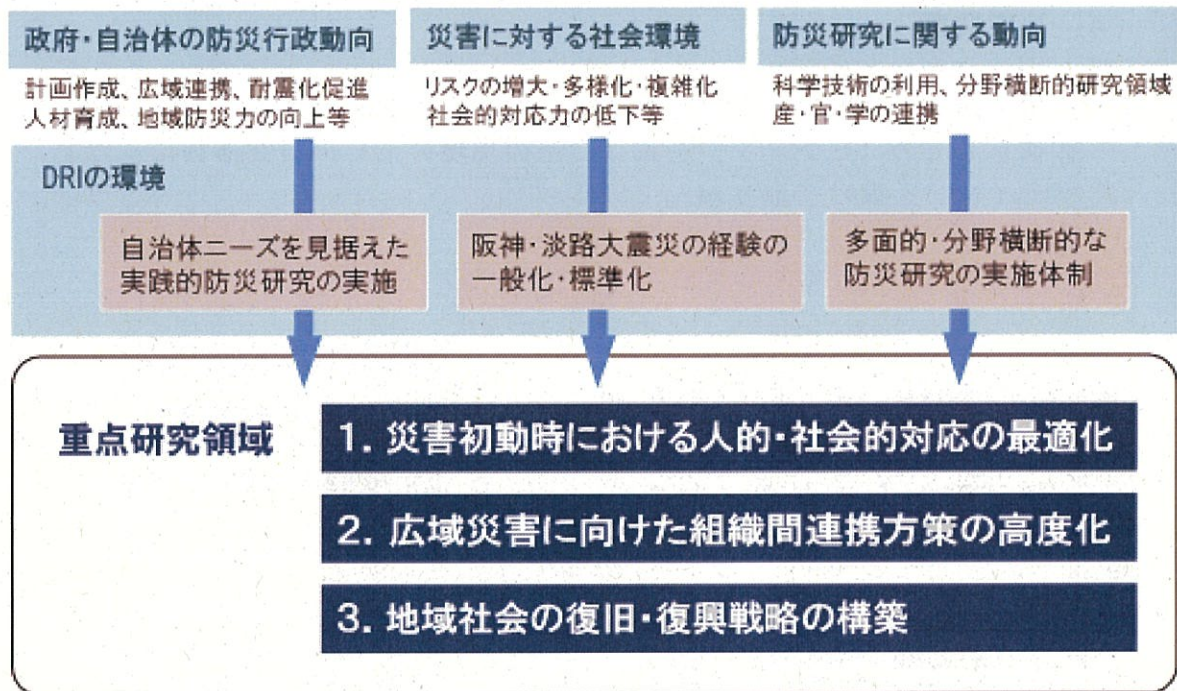 政府・自治体の防災行政動向
計画作成、広域連携、耐震化促進
人材育成、地域防災力の向上等
災害に対する社会環境
リスクの増大・多様化・複雑化
社会的対応力の低下等
防災研究に関する動向
科学技術の利用、分野横断的研究領域
産・官・学の連携
DRIの環境
自治体ニーズを見据えた
実践的防災研究の実施
阪神・淡路大震災の経験の
一般化・標準化
多面的・分野横断的な
防災研究の実施体制
重点研究領域
1. 災害初動時における人的・社会的対応の最適化
2. 広域災害に向けた組織間連携方策の高度化
3. 地域社会の復旧・復興戦略の構築